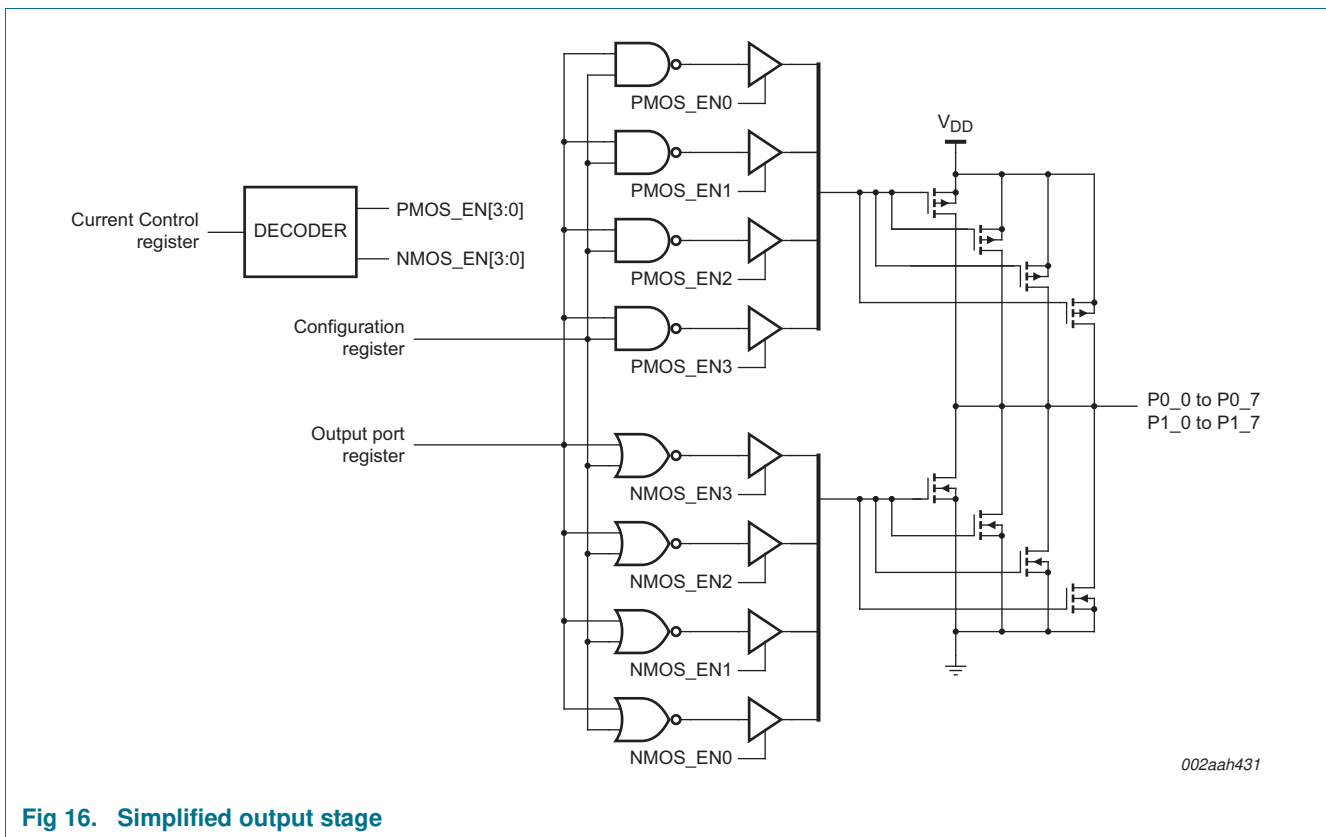 PMOS_EN0
V_DD
PMOS_EN1
Current Control
register
DECODER
PMOS_EN[3:0]
NMOS_EN[3:0]
PMOS_EN2
Configuration
register
PMOS_EN3
P0_0 to P0_7
P1_0 to P1_7
Output port
register
NMOS_EN3
NMOS_EN2
NMOS_EN1
NMOS_EN0
002aah431
Fig 16. Simplified output stage